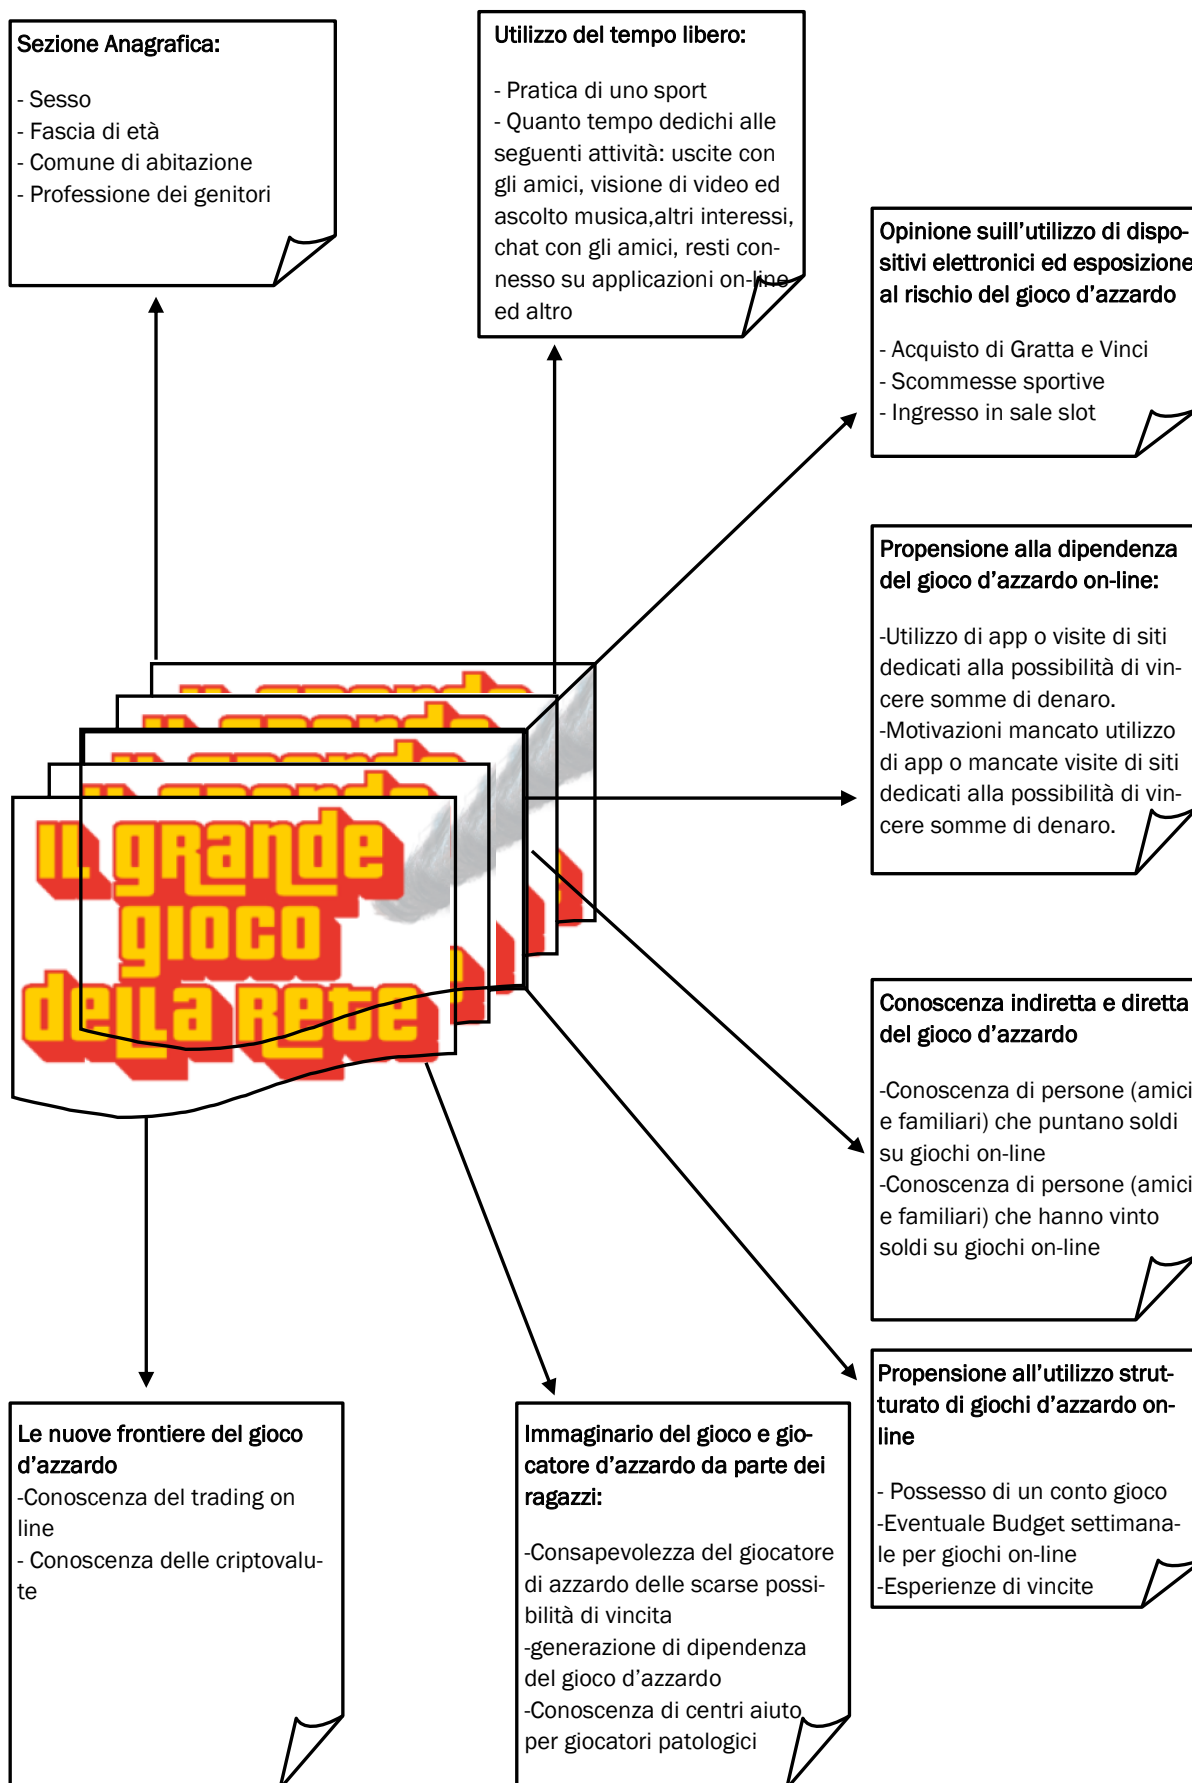 Sezione Anagrafica:
- Sesso
- Fascia di età
- Comune di abitazione
- Professione dei genitori
Utilizzo del tempo libero:
- Pratica di uno sport
- Quanto tempo dedichi alle
seguenti attività: uscite con
gli amici, visione di video ed
ascolto musica,altri interessi,
chat con gli amici, resti con-
nesso su applicazioni on-line
ed altro
Opinione suill'utilizzo di dispo-
sitivi elettronici ed esposizione
al rischio del gioco d'azzardo
- Acquisto di Gratta e Vinci
- Scommesse sportive
- Ingresso in sale slot
Propensione alla dipendenza
del gioco d'azzardo on-line:
-Utilizzo di app o visite di siti
dedicati alla possibilità di vin-
cere somme di denaro.
-Motivazioni mancato utilizzo
di app o mancate visite di siti
dedicati alla possibilità di vin-
cere somme di denaro.
IL GRANDE
GIOCO
DELLA RETE
Conoscenza indiretta e diretta
del gioco d'azzardo
-Conoscenza di persone (amici
e familiari) che puntano soldi
su giochi on-line
-Conoscenza di persone (amici
e familiari) che hanno vinto
soldi su giochi on-line
Propensione all'utilizzo strut-
turato di giochi d'azzardo on-
line
- Possesso di un conto gioco
-Eventuale Budget settimana-
le per giochi on-line
-Esperienze di vincite
Le nuove frontiere del gioco
d'azzardo
-Conoscenza del trading on
line
- Conoscenza delle criptovalu-
te
Immaginario del gioco e gio-
catore d'azzardo da parte dei
ragazzi:
-Consapevolezza del giocatore
di azzardo delle scarse possi-
bilità di vincita
-generazione di dipendenza
del gioco d'azzardo
-Conoscenza di centri aiuto
per giocatori patologici